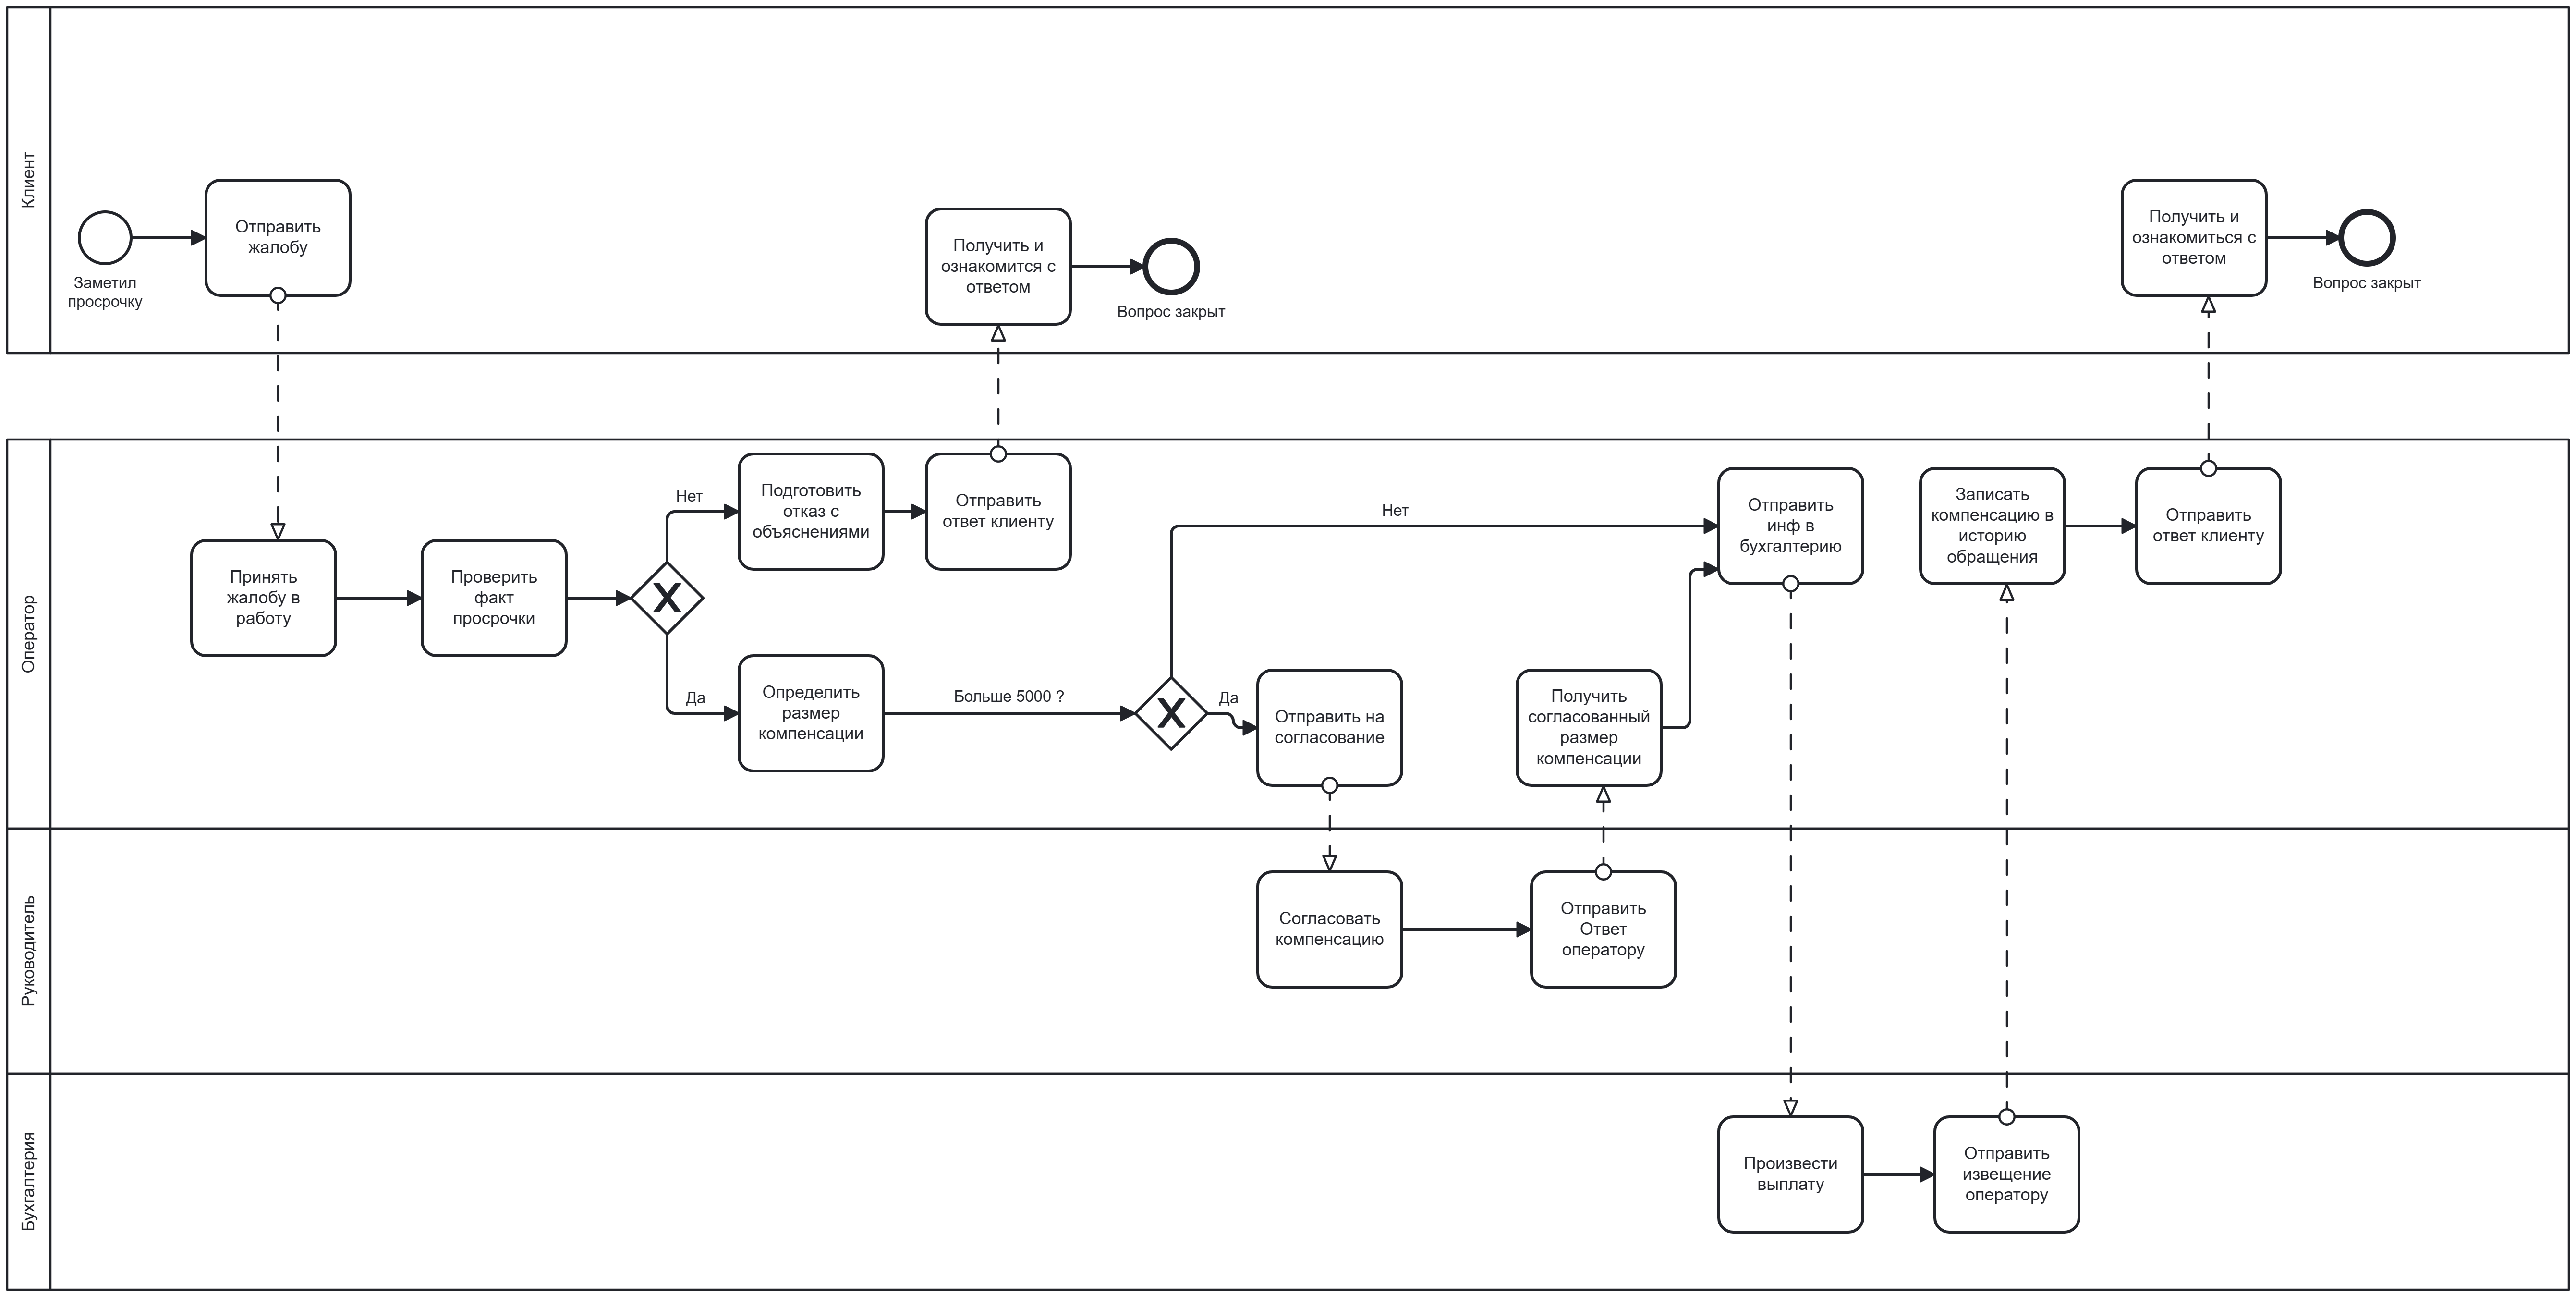 Клиент
Заметил
просрочку
Отправить
жалобу
Получить и
ознакомится с
ответом
Вопрос закрыт
Получить и
ознакомиться с
ответом
Вопрос закрыт
Оператор
Принять
жалобу в
работу
Проверить
факт
просрочки
Нет
Подготовить
отказ с
объяснениями
Отправить
ответ клиенту
Да
Определить
размер
компенсации
Больше 5000 ?
Нет
Да
Отправить на
согласование
Получить
согласованный
размер
компенсации
Отправить
инф в
бухгалтерию
Записать
компенсацию в
историю
обращения
Отправить
ответ клиенту
Руководитель
Согласовать
компенсацию
Отправить
Ответ
оператору
Бухгалтерия
Произвести
выплату
Отправить
извещение
оператору